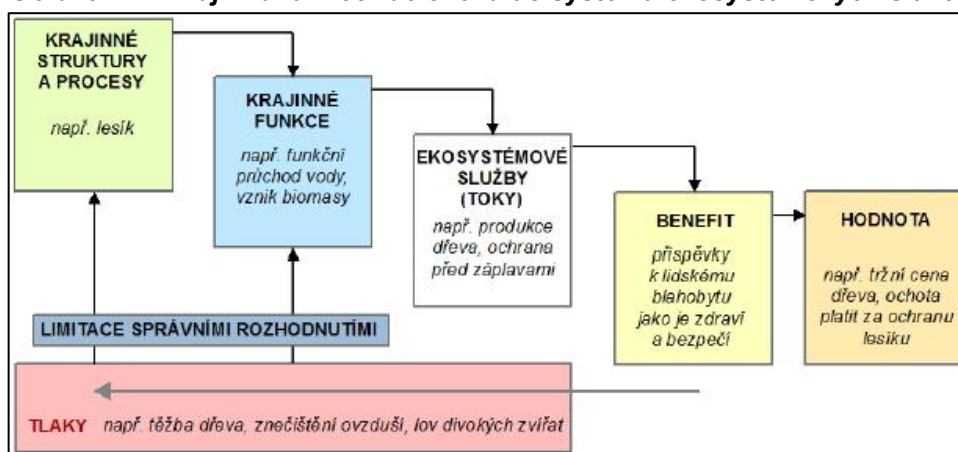 KRAJINNÉ
STRUKTURY
A PROCESY
např. lesík
KRAJINNÉ
FUNKCE
např. funkční
průchod vody,
vznik biomasy
EKOSYSTÉMOVÉ
SLUŽBY
(TOKY)
např. produkce
dřeva, ochrana
před záplavami
BENEFIT
příspěvky
k lidskému
blahobytu
jako je zdraví
a bezpečí
HODNOTA
např. tržní cena
dřeva, ochota
platit za ochranu
lesíku
LIMITACE SPRÁVNÍMI ROZHODNUTÍMI
TLAKY např. těžba dřeva, znečištění ovzduší, lov divokých zvířat